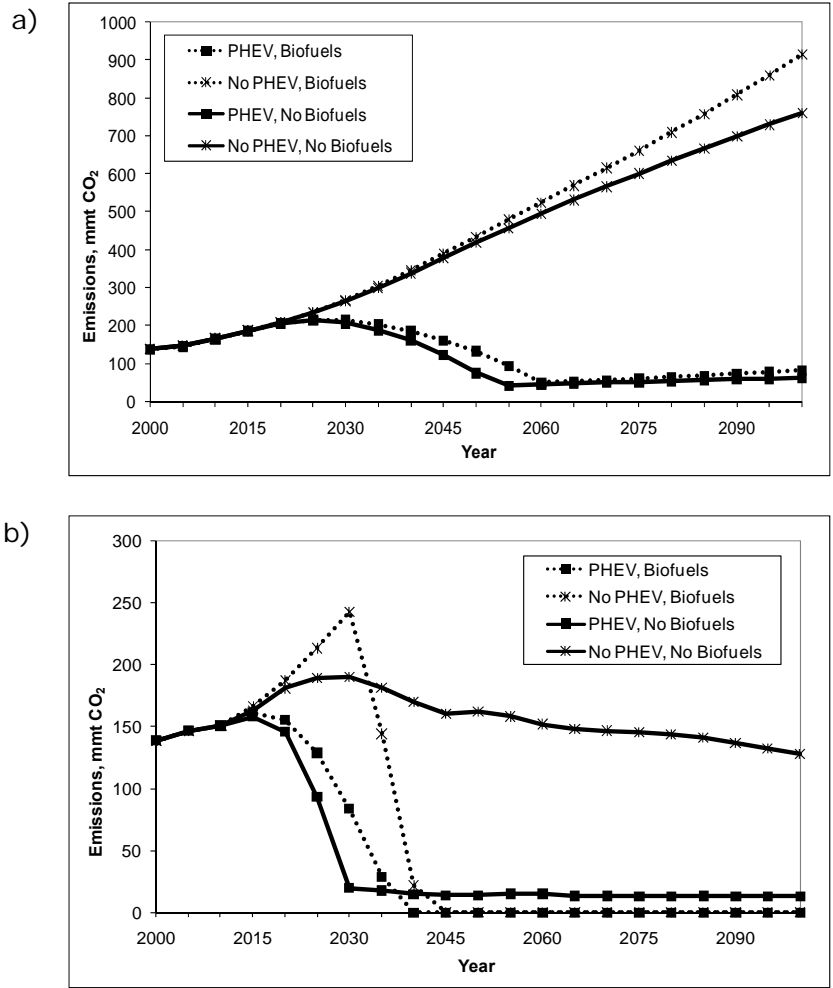 a)
1000
900
800
700
600
500
400
300
200
100
0
Emissions, mmt CO₂
PHEV, Biofuels
No PHEV, Biofuels
PHEV, No Biofuels
No PHEV, No Biofuels
2000 2015 2030 2045 2060 2075 2090
Year
b)
300
250
200
150
100
50
0
Emissions, mmt CO₂
PHEV, Biofuels
No PHEV, Biofuels
PHEV, No Biofuels
No PHEV, No Biofuels
2000 2015 2030 2045 2060 2075 2090
Year